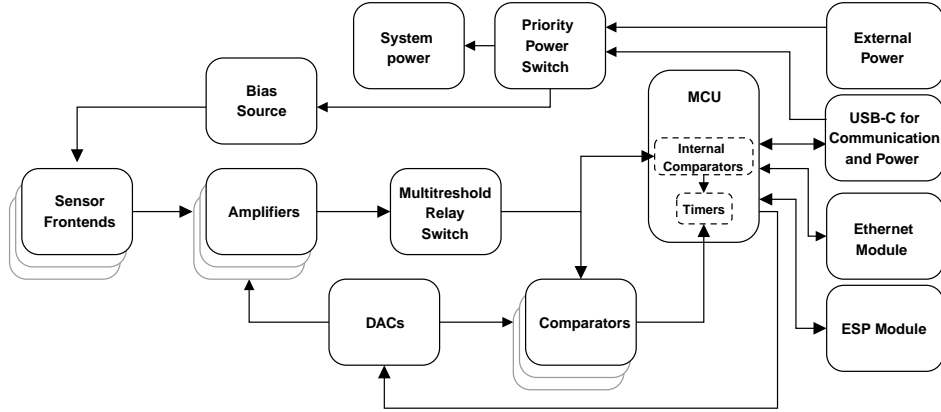 System
power
Priority
Power
Switch
External
Power
Bias
Source
MCU
USB-C for
Communication
and Power
Internal
Comparators
Timers
Sensor
Frontends
Amplifiers
Multitreshold
Relay
Switch
Ethernet
Module
DACs
Comparators
ESP Module